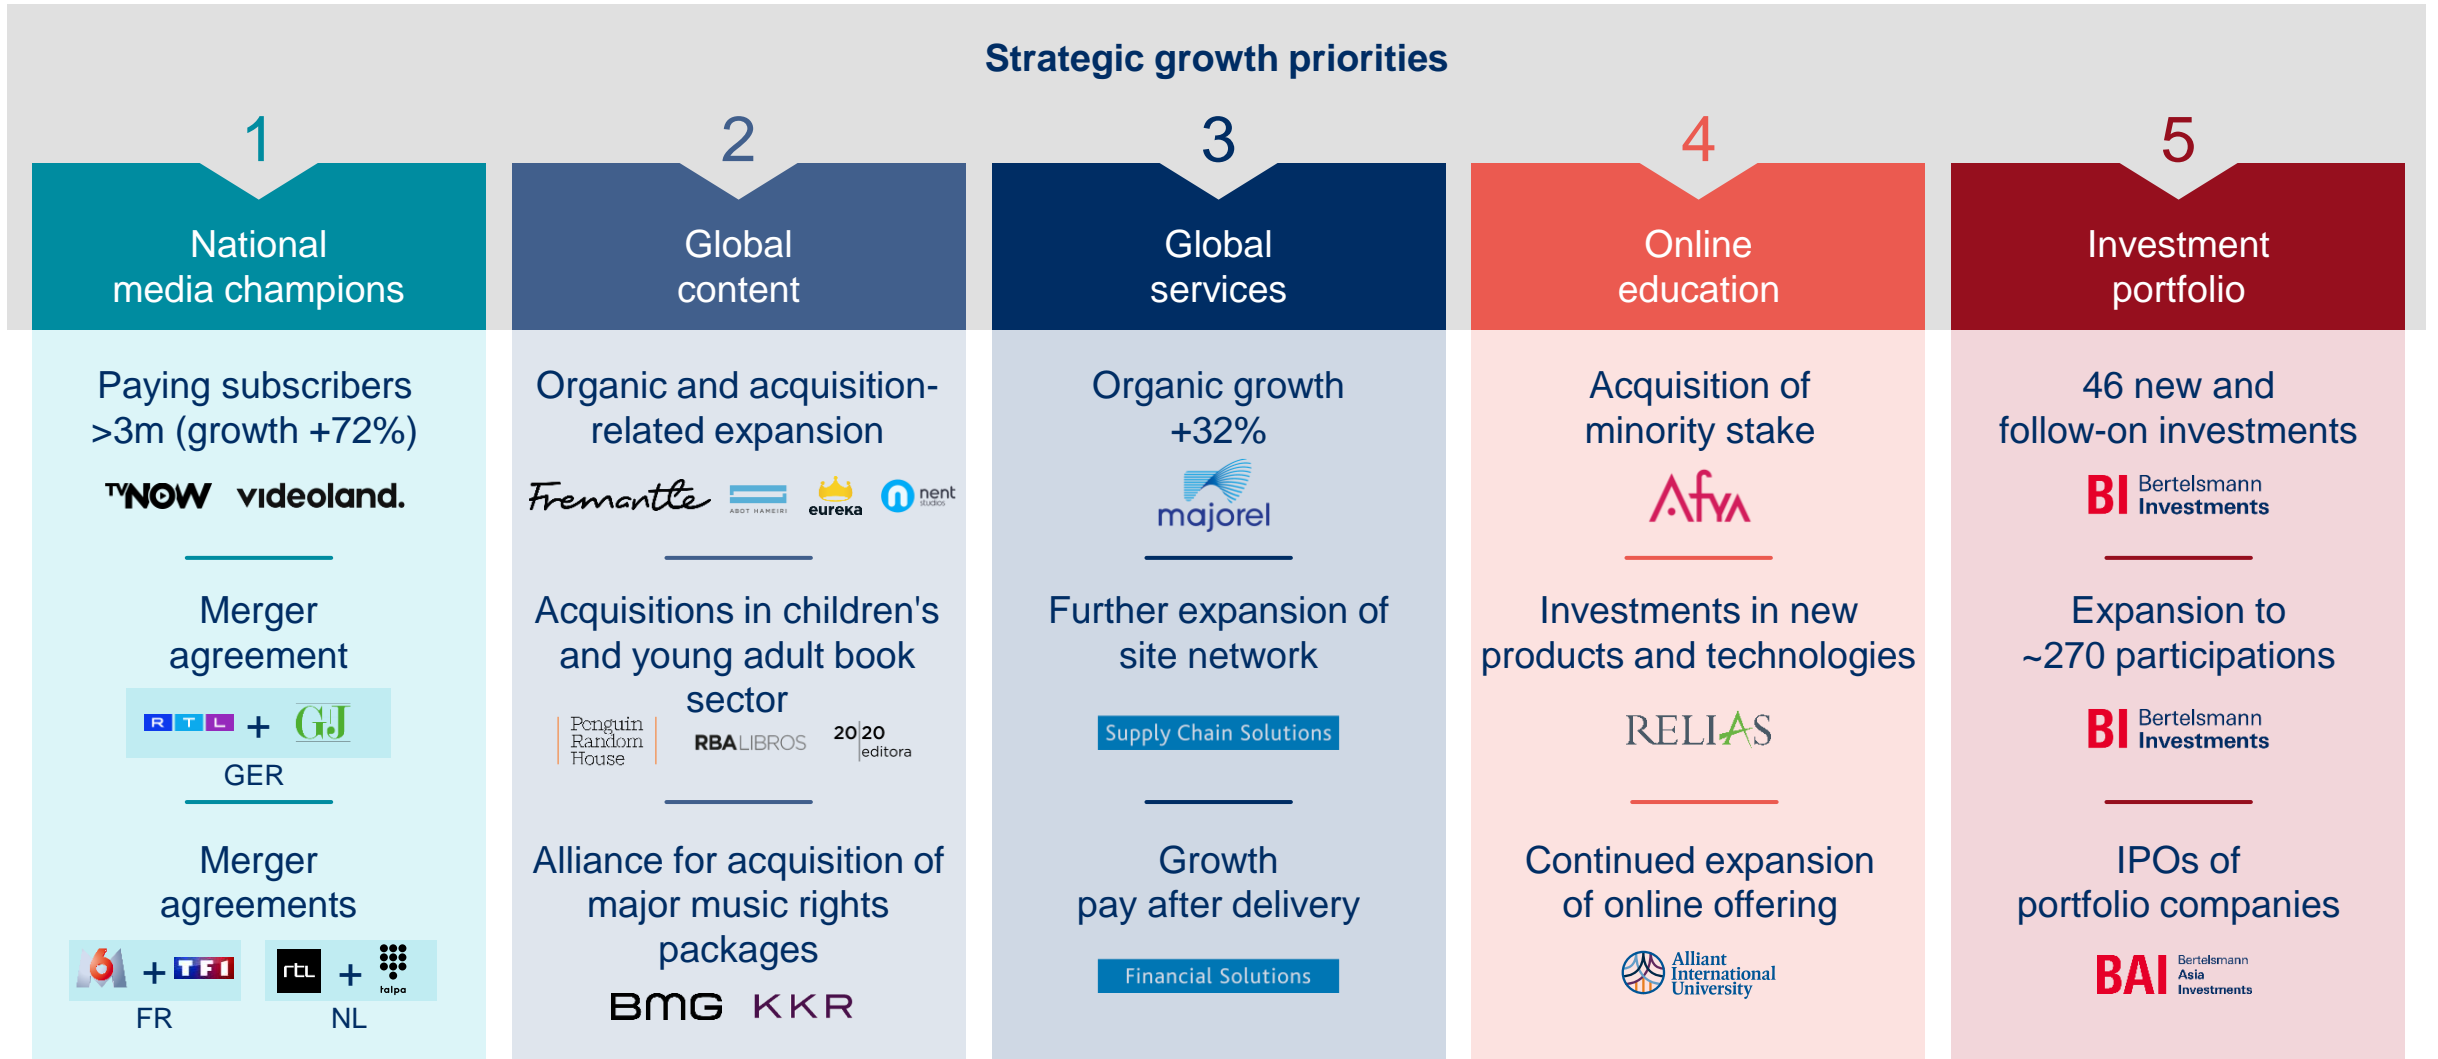 Strategic growth priorities
1
National
media champions
Paying subscribers
>3m (growth +72%)
TVNOW videoland.
Merger
agreement
RTL + G+J
GER
Merger
agreements
M6 + TF1
FR
rtl + talpa
NL
2
Global
content
Organic and acquisition-
related expansion
Fremantle ABOT HAMEIRI eureka nent studios
Acquisitions in children's
and young adult book
sector
Penguin
Random
House
RBA LIBROS
20|20
editora
Alliance for acquisition of
major music rights
packages
BMG KKR
3
Global
services
Organic growth
+32%
majorel
Further expansion of
site network
Supply Chain Solutions
Growth
pay after delivery
Financial Solutions
4
Online
education
Acquisition of
minority stake
Afya
Investments in new
products and technologies
RELIAS
Continued expansion
of online offering
Alliant
International
University
5
Investment
portfolio
46 new and
follow-on investments
BI Bertelsmann
Investments
Expansion to
~270 participations
BI Bertelsmann
Investments
IPOs of
portfolio companies
BAI Bertelsmann
Asia
Investments